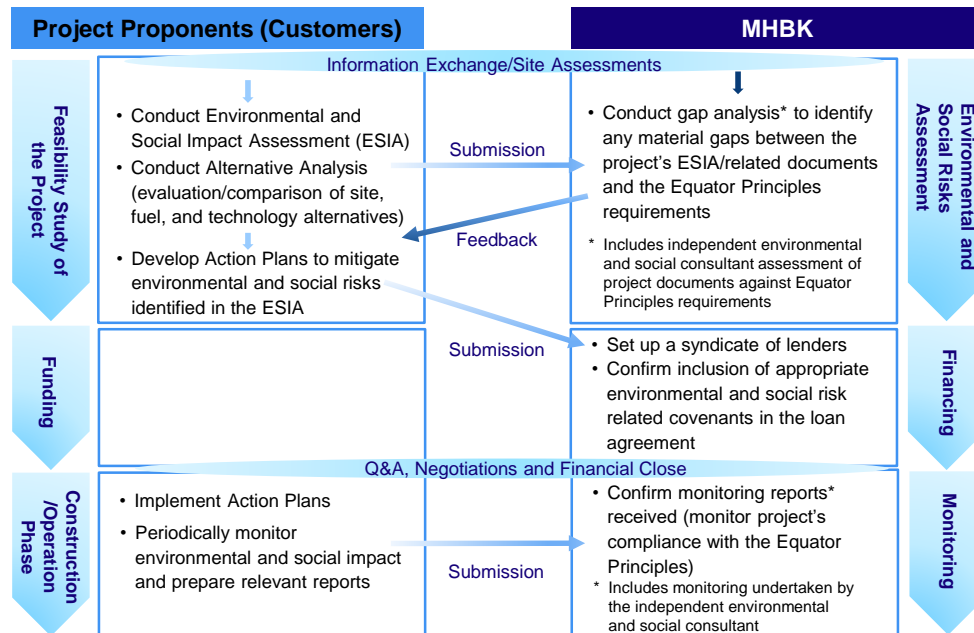 Project Proponents (Customers)
MHBK
Information Exchange/Site Assessments
Feasibility Study of
the Project
• Conduct Environmental and
Social Impact Assessment (ESIA)
• Conduct Alternative Analysis
(evaluation/comparison of site,
fuel, and technology alternatives)
• Develop Action Plans to mitigate
environmental and social risks
identified in the ESIA
Submission
Feedback
• Conduct gap analysis* to identify
any material gaps between the
project's ESIA/related documents
and the Equator Principles
requirements
* Includes independent environmental
and social consultant assessment of
project documents against Equator
Principles requirements
Environmental and
Social Risks
Assessment
Funding
Submission
• Set up a syndicate of lenders
• Confirm inclusion of appropriate
environmental and social risk
related covenants in the loan
agreement
Financing
Q&A, Negotiations and Financial Close
Construction
/Operation
Phase
• Implement Action Plans
• Periodically monitor
environmental and social impact
and prepare relevant reports
Submission
• Confirm monitoring reports*
received (monitor project's
compliance with the Equator
Principles)
* Includes monitoring undertaken by
the independent environmental
and social consultant
Monitoring